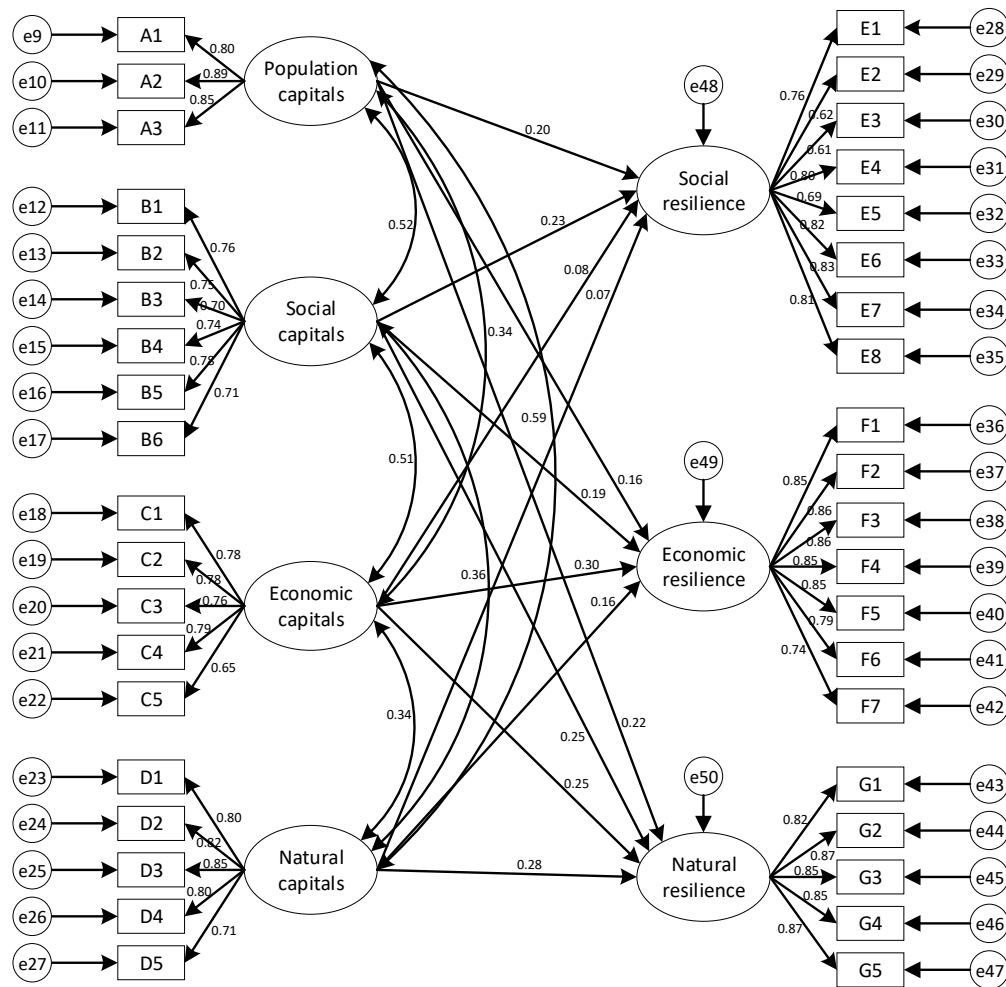 e9
A1
0.80
e10
A2
0.89
e11
A3
0.85
Population
capitals
e12
B1
0.76
e13
B2
0.75
e14
B3
0.70
e15
B4
0.74
e16
B5
0.78
e17
B6
0.71
Social
capitals
e18
C1
0.78
e19
C2
0.78
e20
C3
0.76
e21
C4
0.79
e22
C5
0.65
Economic
capitals
e23
D1
0.80
e24
D2
0.82
e25
D3
0.85
e26
D4
0.80
e27
D5
0.71
Natural
capitals
0.52
0.51
0.34
0.34
0.59
0.36
0.20
0.23
0.08
0.07
0.16
0.19
0.30
0.16
0.22
0.25
0.25
0.28
e48
Social
resilience
0.76
0.62
0.61
0.80
0.69
0.82
0.83
0.81
E1
e28
E2
e29
E3
e30
E4
e31
E5
e32
E6
e33
E7
e34
E8
e35
e49
Economic
resilience
0.85
0.86
0.86
0.85
0.85
0.79
0.74
F1
e36
F2
e37
F3
e38
F4
e39
F5
e40
F6
e41
F7
e42
e50
Natural
resilience
0.82
0.87
0.85
0.85
0.87
G1
e43
G2
e44
G3
e45
G4
e46
G5
e47